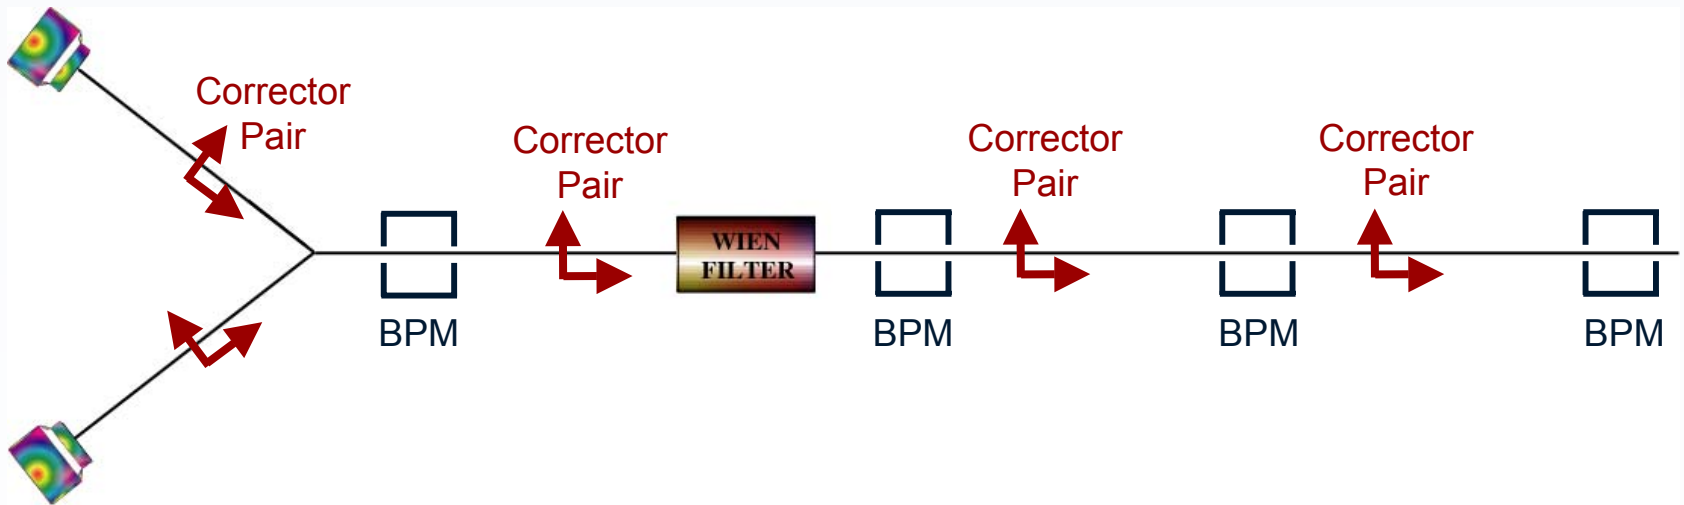 Corrector
Pair
Corrector
Pair
Corrector
Pair
Corrector
Pair
WIEN
FILTER
BPM
BPM
BPM
BPM